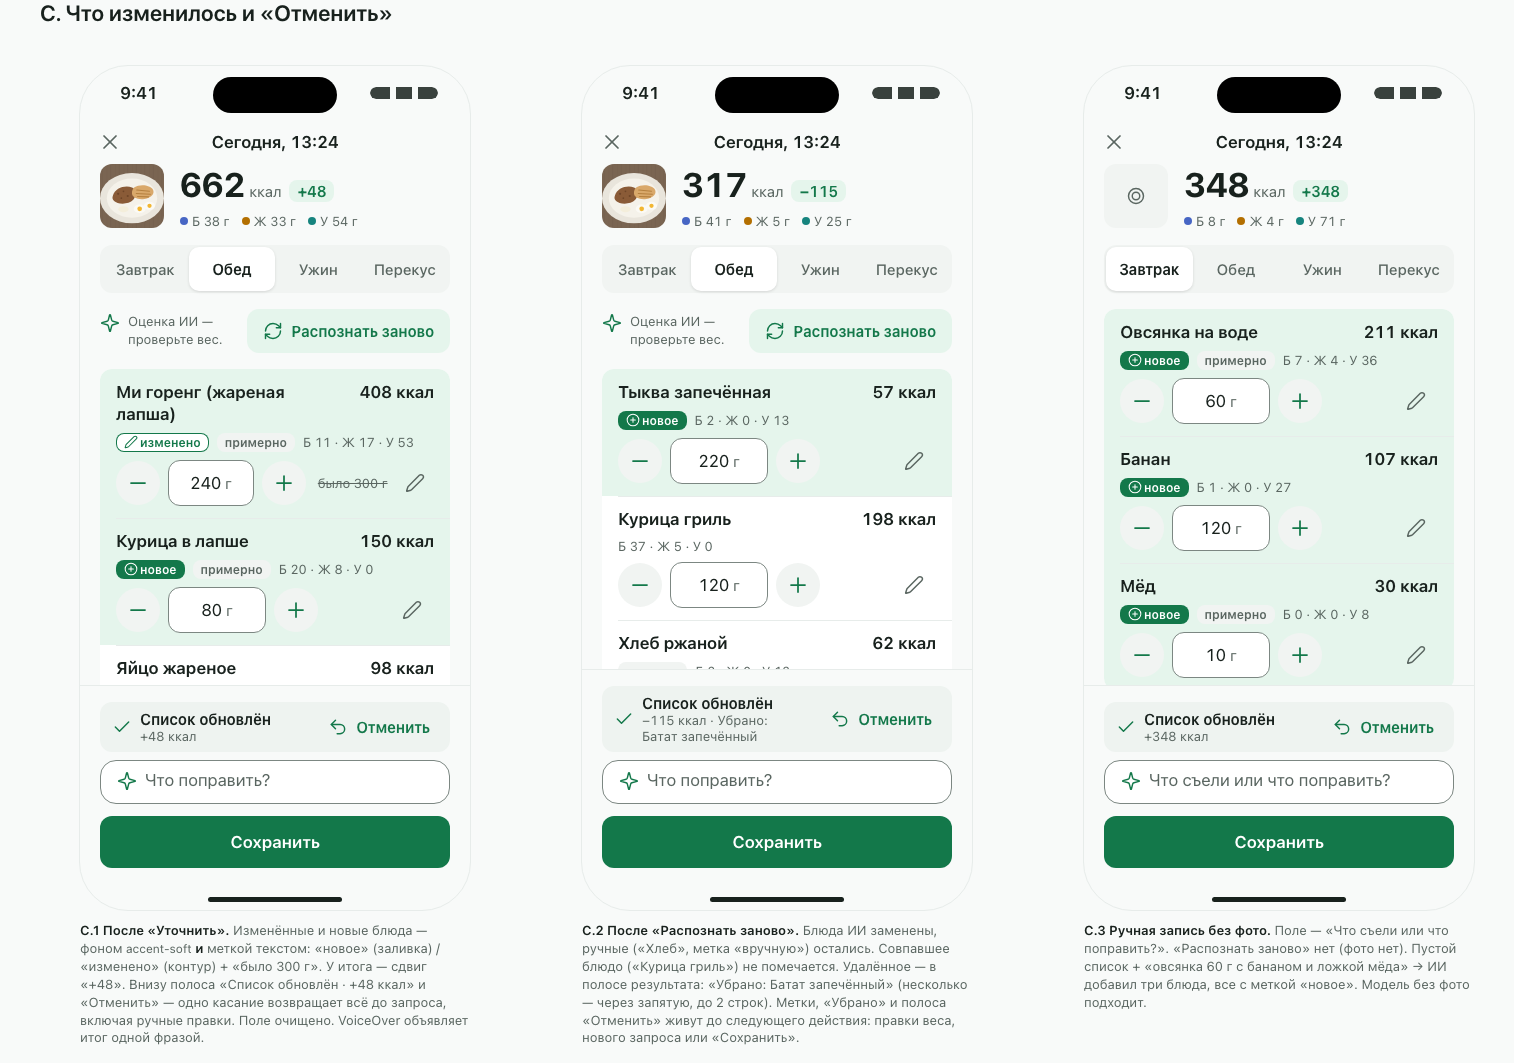 С. Что изменилось и «Отменить»
9:41
Сегодня, 13:24
662 ккал +48
Б 38 г Ж 33 г У 54 г
Завтрак Обед Ужин Перекус
Оценка ИИ —
проверьте вес.
Распознать заново
Ми горенг (жареная
лапша)
408 ккал
изменено примерно Б 11 · Ж 17 · У 53
240 г было 300 г
Курица в лапше 150 ккал
новое примерно Б 20 · Ж 8 · У 0
80 г
Яйцо жареное 98 ккал
Список обновлён
+48 ккал
Отменить
Что поправить?
Сохранить
C.1 После «Уточнить». Изменённые и новые блюда —
фоном accent-soft и меткой текстом: «новое» (заливка) /
«изменено» (контур) + «было 300 г». У итога — сдвиг
«+48». Внизу полоса «Список обновлён · +48 ккал» и
«Отменить» — одно касание возвращает всё до запроса,
включая ручные правки. Поле очищено. VoiceOver объявляет
итог одной фразой.
9:41
Сегодня, 13:24
317 ккал −115
Б 41 г Ж 5 г У 25 г
Завтрак Обед Ужин Перекус
Оценка ИИ —
проверьте вес.
Распознать заново
Тыква запечённая 57 ккал
новое Б 2 · Ж 0 · У 13
220 г
Курица гриль 198 ккал
Б 37 · Ж 5 · У 0
120 г
Хлеб ржаной 62 ккал
Список обновлён
−115 ккал · Убрано:
Батат запечённый
Отменить
Что поправить?
Сохранить
C.2 После «Распознать заново». Блюда ИИ заменены,
ручные («Хлеб», метка «вручную») остались. Совпавшее
блюдо («Курица гриль») не помечается. Удалённое — в
полосе результата: «Убрано: Батат запечённый» (несколько
— через запятую, до 2 строк). Метки, «Убрано» и полоса
«Отменить» живут до следующего действия: правки веса,
нового запроса или «Сохранить».
9:41
Сегодня, 13:24
348 ккал +348
Б 8 г Ж 4 г У 71 г
Завтрак Обед Ужин Перекус
Овсянка на воде 211 ккал
новое примерно Б 7 · Ж 4 · У 36
60 г
Банан 107 ккал
новое Б 1 · Ж 0 · У 27
120 г
Мёд 30 ккал
новое примерно Б 0 · Ж 0 · У 8
10 г
Список обновлён
+348 ккал
Отменить
Что съели или что поправить?
Сохранить
C.3 Ручная запись без фото. Поле — «Что съели или что
поправить?». «Распознать заново» нет (фото нет). Пустой
список + «овсянка 60 г с бананом и ложкой мёда» → ИИ
добавил три блюда, все с меткой «новое». Модель без фото
подходит.